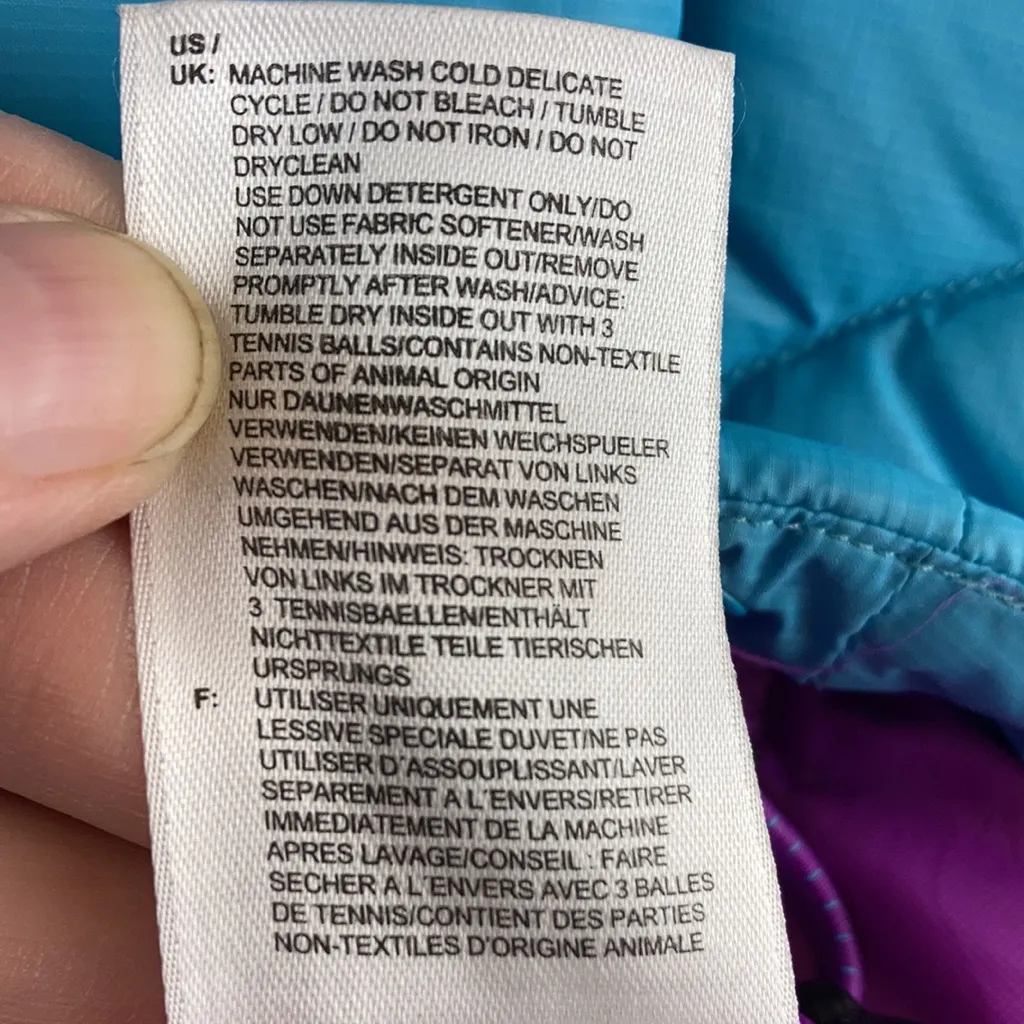 US /
UK: MACHINE WASH COLD DELICATE
CYCLE / DO NOT BLEACH / TUMBLE
DRY LOW / DO NOT IRON / DO NOT
DRYCLEAN
USE DOWN DETERGENT ONLY/DO
NOT USE FABRIC SOFTENER/WASH
SEPARATELY INSIDE OUT/REMOVE
PROMPTLY AFTER WASH/ADVICE:
TUMBLE DRY INSIDE OUT WITH 3
TENNIS BALLS/CONTAINS NON-TEXTILE
PARTS OF ANIMAL ORIGIN
NUR DAUNENWASCHMITTEL
VERWENDEN/KEINEN WEICHSPUELER
VERWENDEN/SEPARAT VON LINKS
WASCHEN/NACH DEM WASCHEN
UMGEHEND AUS DER MASCHINE
NEHMEN/HINWEIS: TROCKNEN
VON LINKS IM TROCKNER MIT
3 TENNISBAELLEN/ENTHÄLT
NICHTTEXTILE TEILE TIERISCHEN
URSPRUNGS
F: UTILISER UNIQUEMENT UNE
LESSIVE SPECIALE DUVET/NE PAS
UTILISER D'ASSOUPLISSANT/LAVER
SEPAREMENT A L'ENVERS/RETIRER
IMMEDIATEMENT DE LA MACHINE
APRES LAVAGE/CONSEIL : FAIRE
SECHER A L'ENVERS AVEC 3 BALLES
DE TENNIS/CONTIENT DES PARTIES
NON-TEXTILES D'ORIGINE ANIMALE